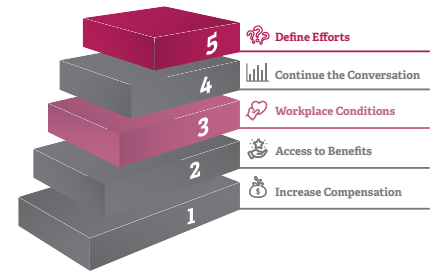 5 Define Efforts
4 Continue the Conversation
3 Workplace Conditions
2 Access to Benefits
1 $ Increase Compensation